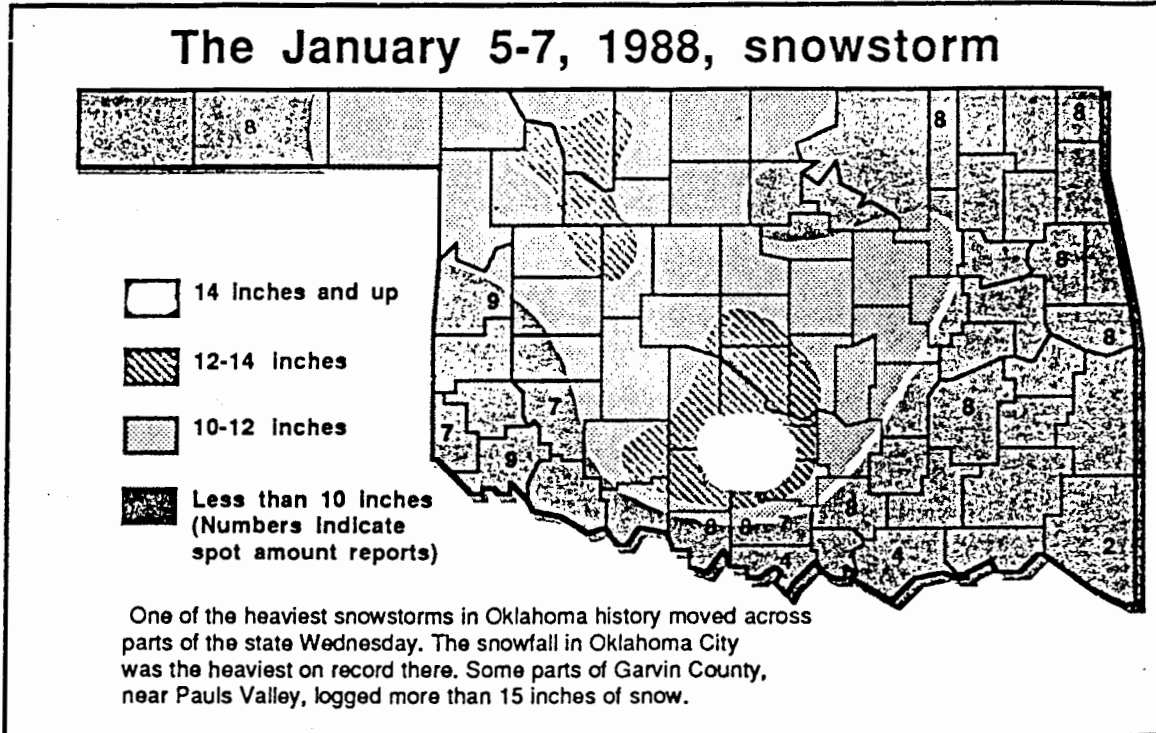 The January 5-7, 1988, snowstorm
8
8
8
8
9
8
7
7
8
9
8
8
7
8
4
4
2
14 inches and up
12-14 inches
10-12 inches
Less than 10 inches
(Numbers indicate
spot amount reports)
One of the heaviest snowstorms in Oklahoma history moved across
parts of the state Wednesday. The snowfall in Oklahoma City
was the heaviest on record there. Some parts of Garvin County,
near Pauls Valley, logged more than 15 inches of snow.